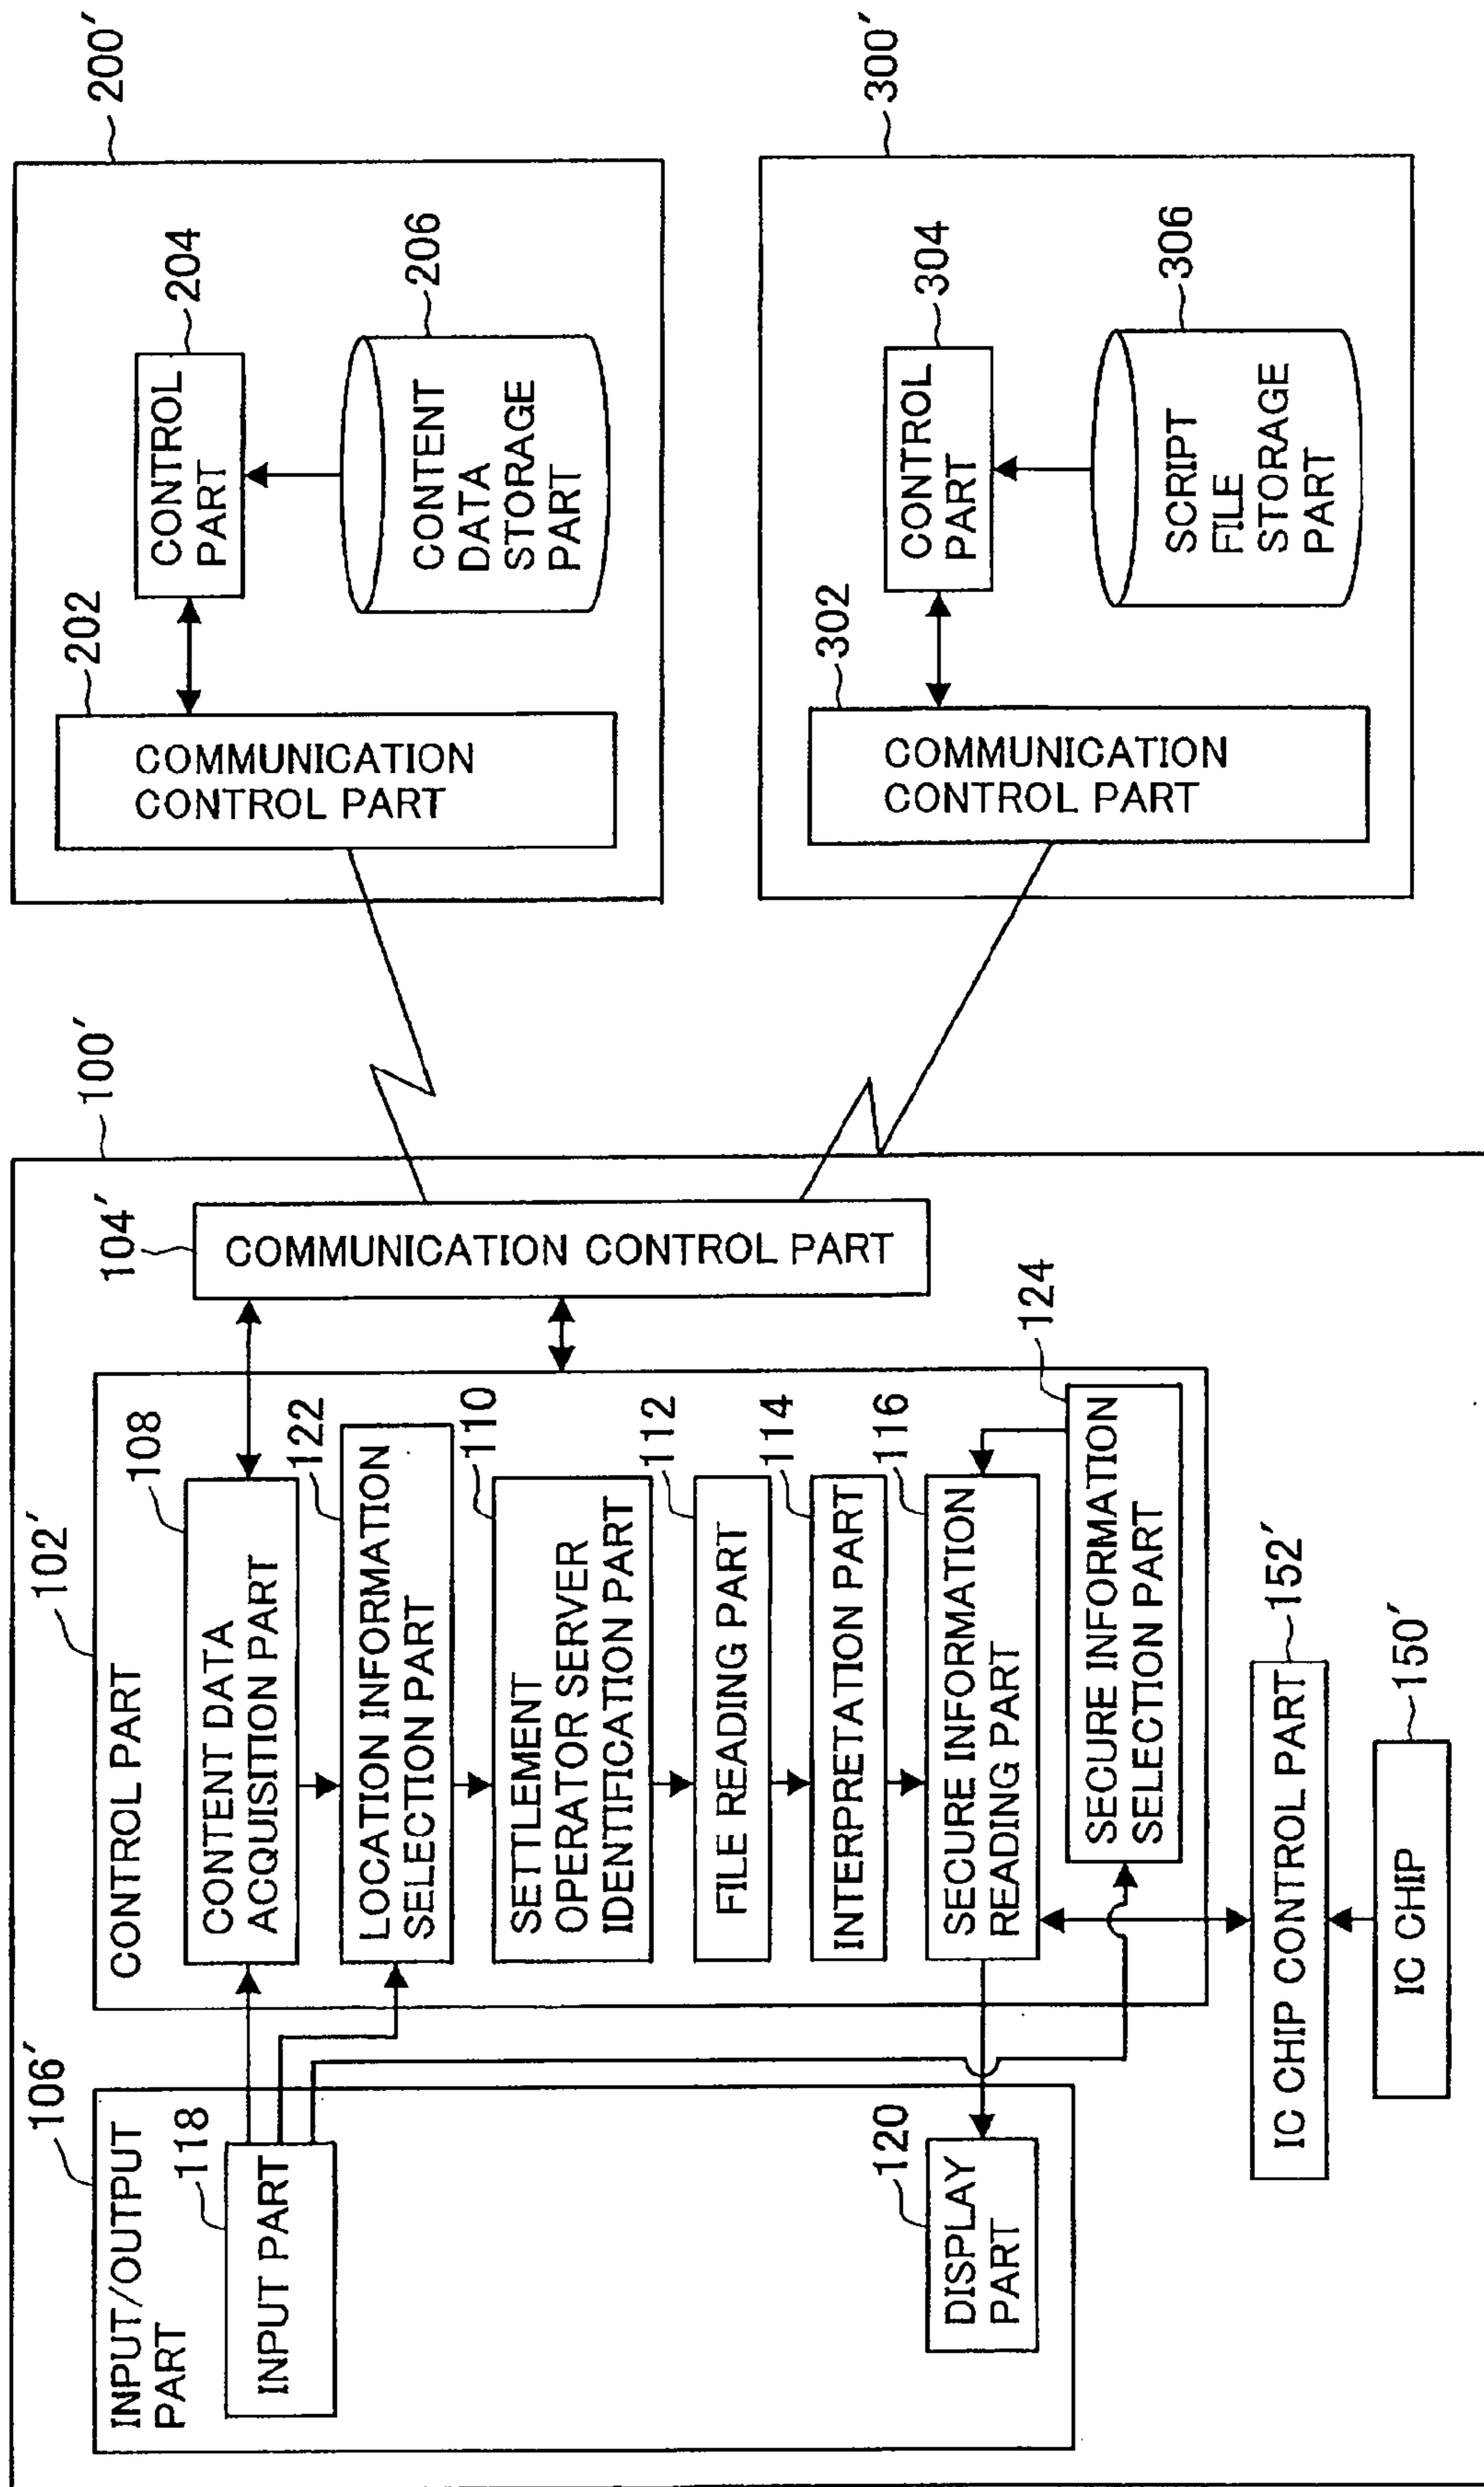 100′
106′
INPUT/OUTPUT
PART
118
INPUT PART
120
DISPLAY
PART
102′
CONTROL PART
108
CONTENT DATA
ACQUISITION PART
122
LOCATION INFORMATION
SELECTION PART
110
SETTLEMENT
OPERATOR SERVER
IDENTIFICATION PART
112
FILE READING PART
114
INTERPRETATION PART
116
SECURE INFORMATION
READING PART
124
SECURE INFORMATION
SELECTION PART
104′
COMMUNICATION CONTROL PART
152′
IC CHIP CONTROL PART
150′
IC CHIP
200′
202
COMMUNICATION
CONTROL PART
204
CONTROL
PART
206
CONTENT
DATA
STORAGE
PART
300′
302
COMMUNICATION
CONTROL PART
304
CONTROL
PART
306
SCRIPT
FILE
STORAGE
PART